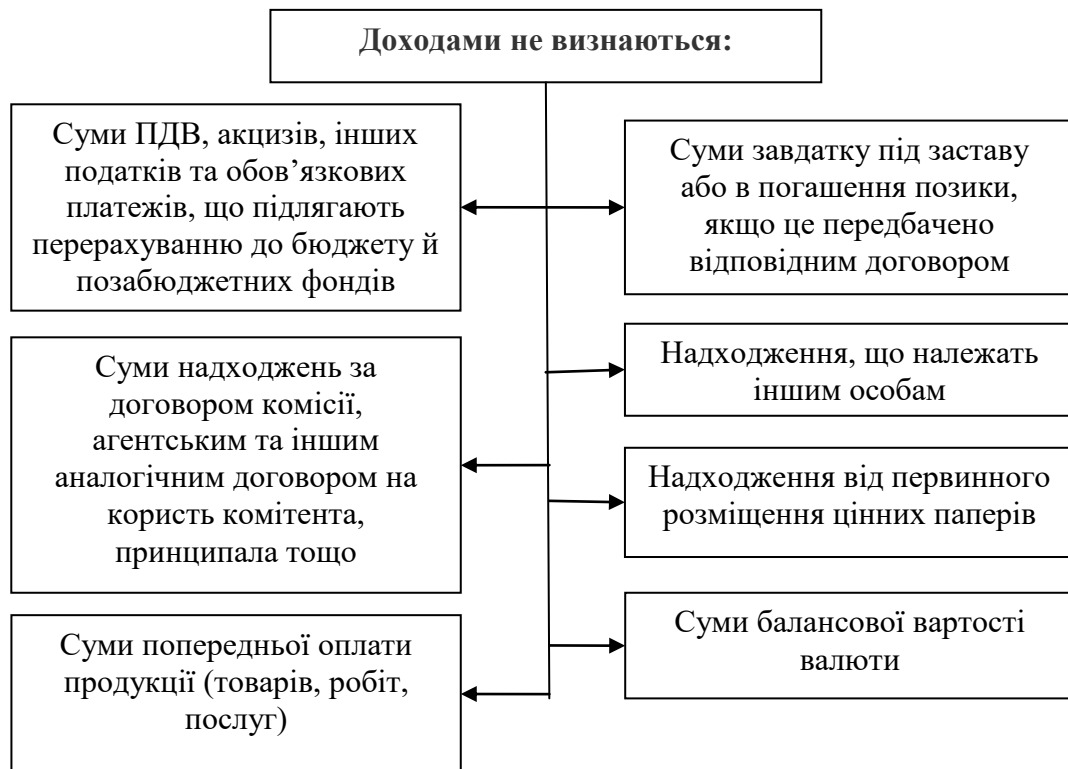 Доходами не визнаються:
Суми ПДВ, акцизів, інших
податків та обов’язкових
платежів, що підлягають
перерахуванню до бюджету й
позабюджетних фондів
Суми завдатку під заставу
або в погашення позики,
якщо це передбачено
відповідним договором
Суми надходжень за
договором комісії,
агентським та іншим
аналогічним договором на
користь комітента,
принципала тощо
Надходження, що належать
іншим особам
Надходження від первинного
розміщення цінних паперів
Суми попередньої оплати
продукції (товарів, робіт,
послуг)
Суми балансової вартості
валюти